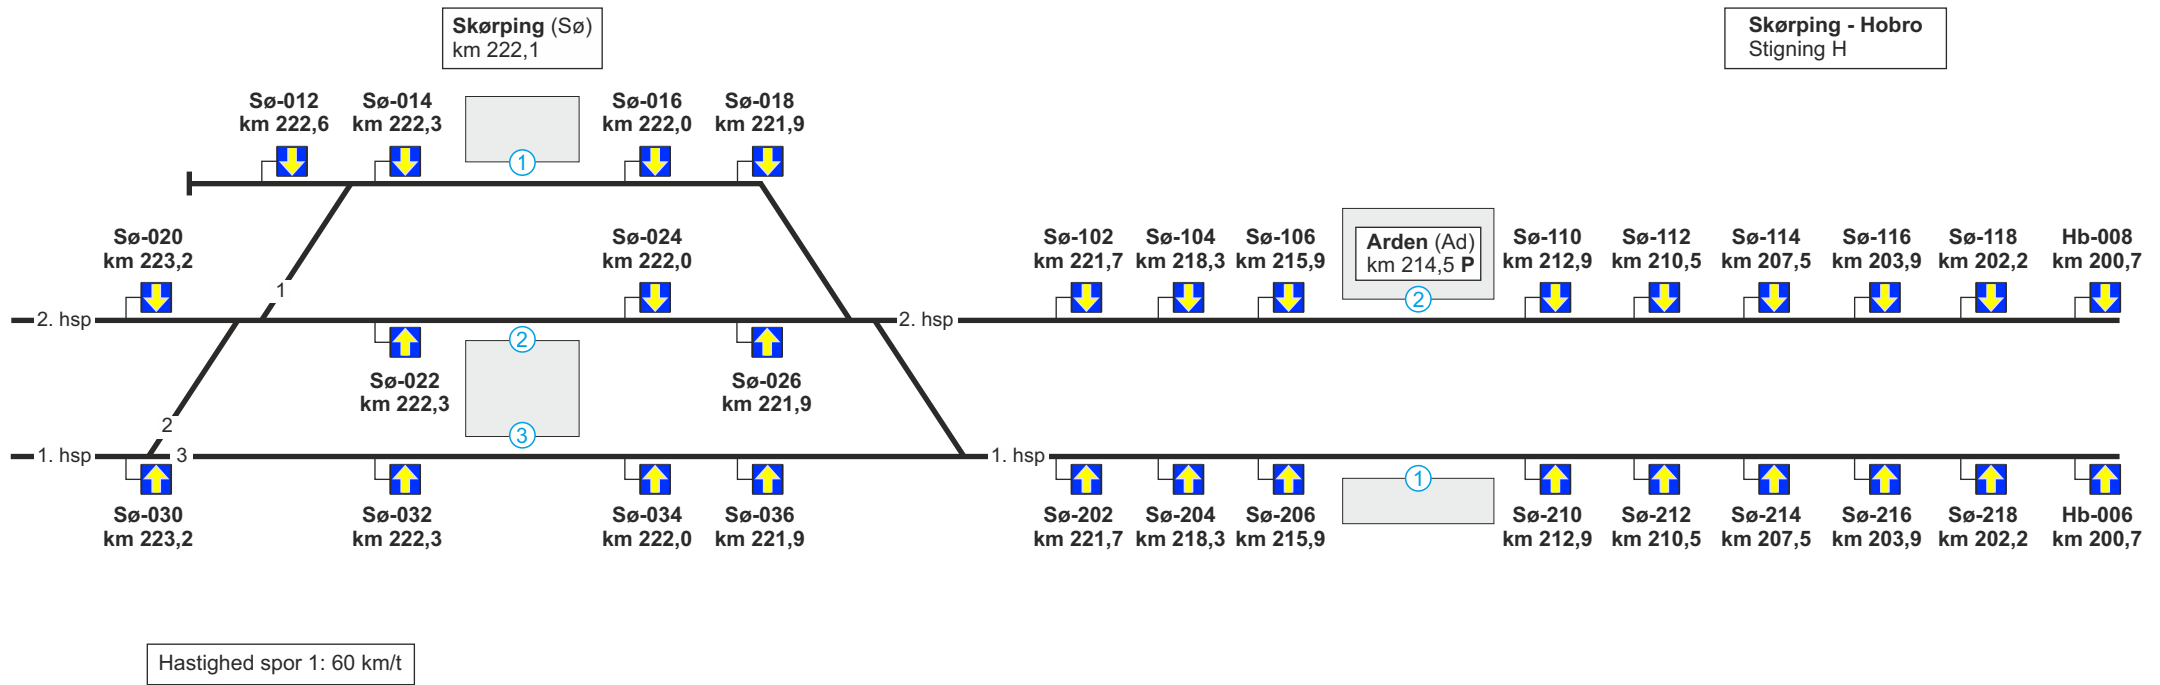 Skørping (Sø)
km 222,1
Skørping - Hobro
Stigning H
Sø-012
km 222,6
Sø-014
km 222,3
Sø-016
km 222,0
Sø-018
km 221,9
1
Sø-020
km 223,2
Sø-024
km 222,0
Sø-102
km 221,7
Sø-104
km 218,3
Sø-106
km 215,9
Arden (Ad)
km 214,5 P
Sø-110
km 212,9
Sø-112
km 210,5
Sø-114
km 207,5
Sø-116
km 203,9
Sø-118
km 202,2
Hb-008
km 200,7
1
2
2. hsp
2. hsp
2
Sø-022
km 222,3
Sø-026
km 221,9
2
3
1. hsp
3
1. hsp
1
Sø-030
km 223,2
Sø-032
km 222,3
Sø-034
km 222,0
Sø-036
km 221,9
Sø-202
km 221,7
Sø-204
km 218,3
Sø-206
km 215,9
Sø-210
km 212,9
Sø-212
km 210,5
Sø-214
km 207,5
Sø-216
km 203,9
Sø-218
km 202,2
Hb-006
km 200,7
Hastighed spor 1: 60 km/t